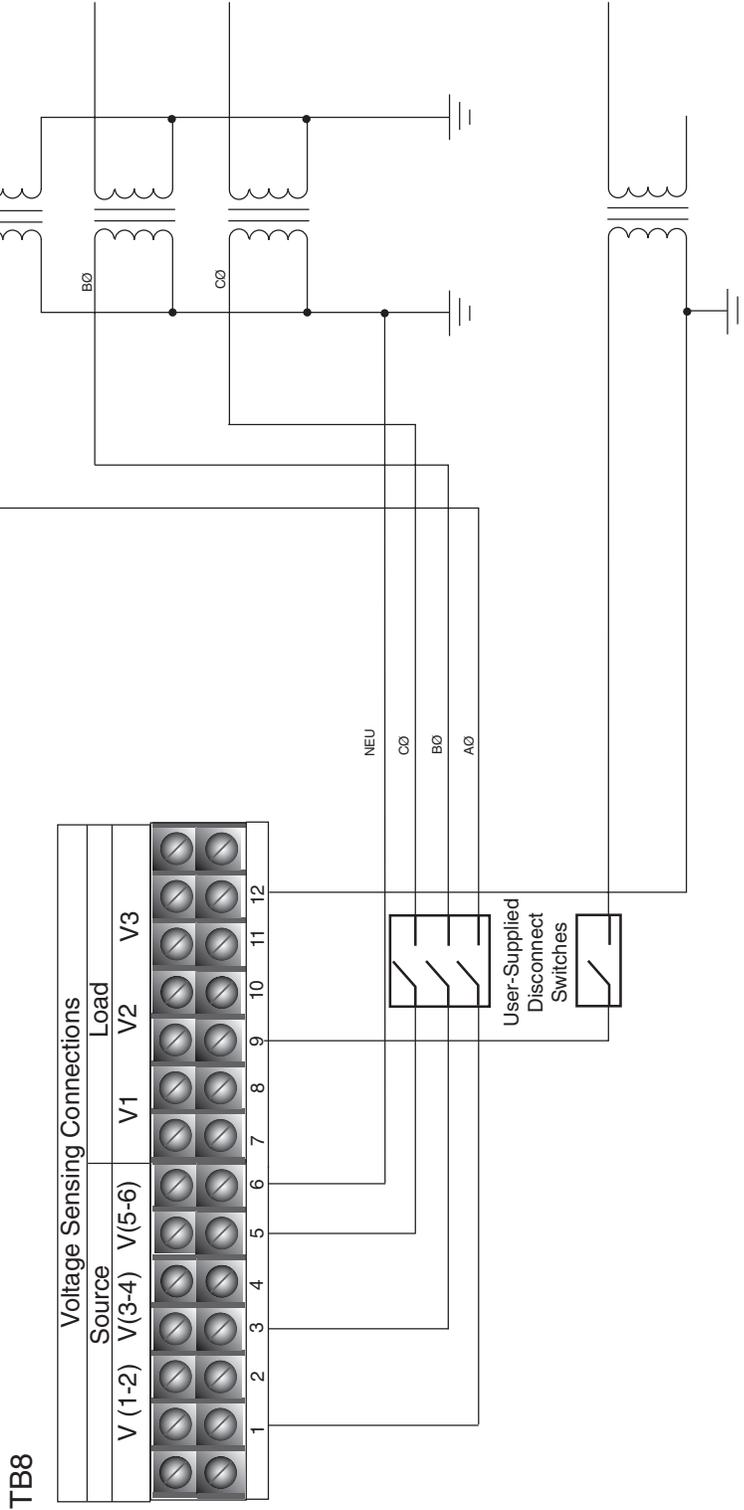 TB8
Voltage Sensing Connections
Source
Load
V (1-2)
V(3-4)
V(5-6)
V1
V2
V3
1
2
3
4
5
6
7
8
9
10
11
12
NEU
CØ
BØ
AØ
BØ
CØ
User-Supplied
Disconnect
Switches